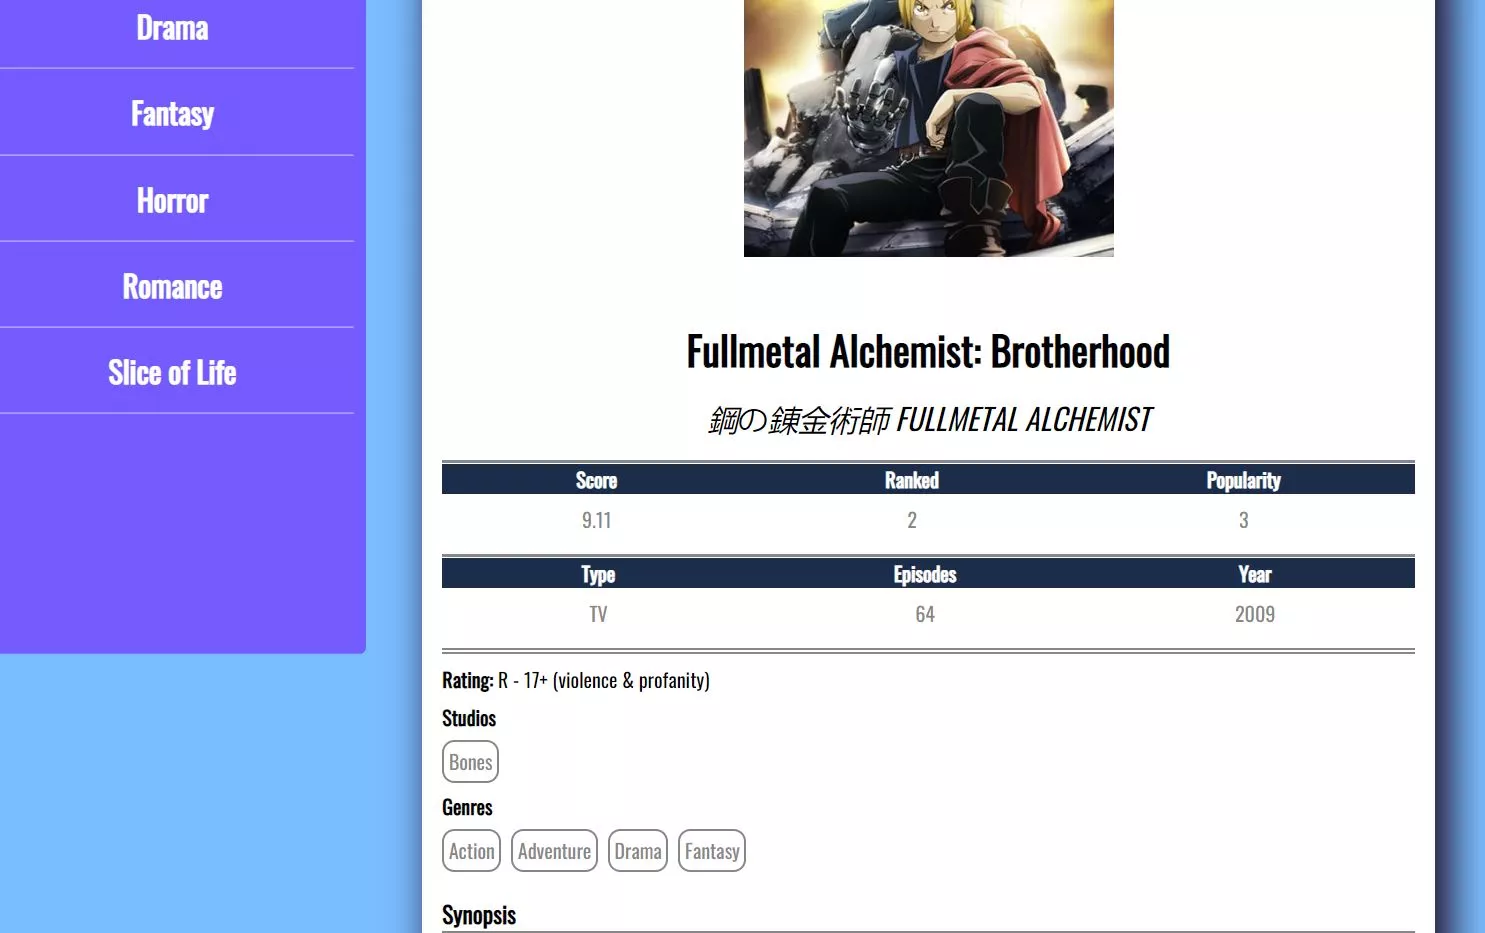 Drama
Fantasy
Horror
Romance
Slice of Life
Fullmetal Alchemist: Brotherhood
鋼の錬金術師 FULLMETAL ALCHEMIST
Score Ranked Popularity
9.11 2 3
Type Episodes Year
TV 64 2009
Rating: R - 17+ (violence & profanity)
Studios
Bones
Genres
Action Adventure Drama Fantasy
Synopsis